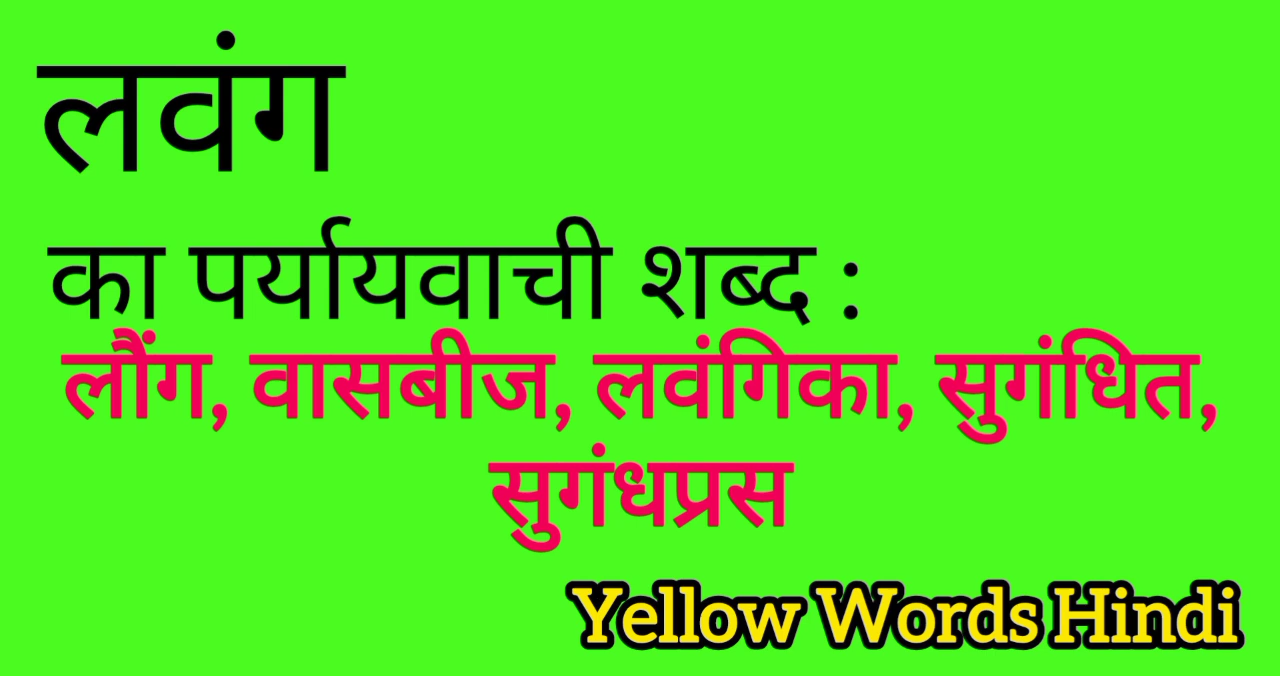 लवंग
का पर्यायवाची शब्द :
लौंग, वासबीज, लवंगिका, सुगंधित,
सुगंधप्रस
Yellow Words Hindi